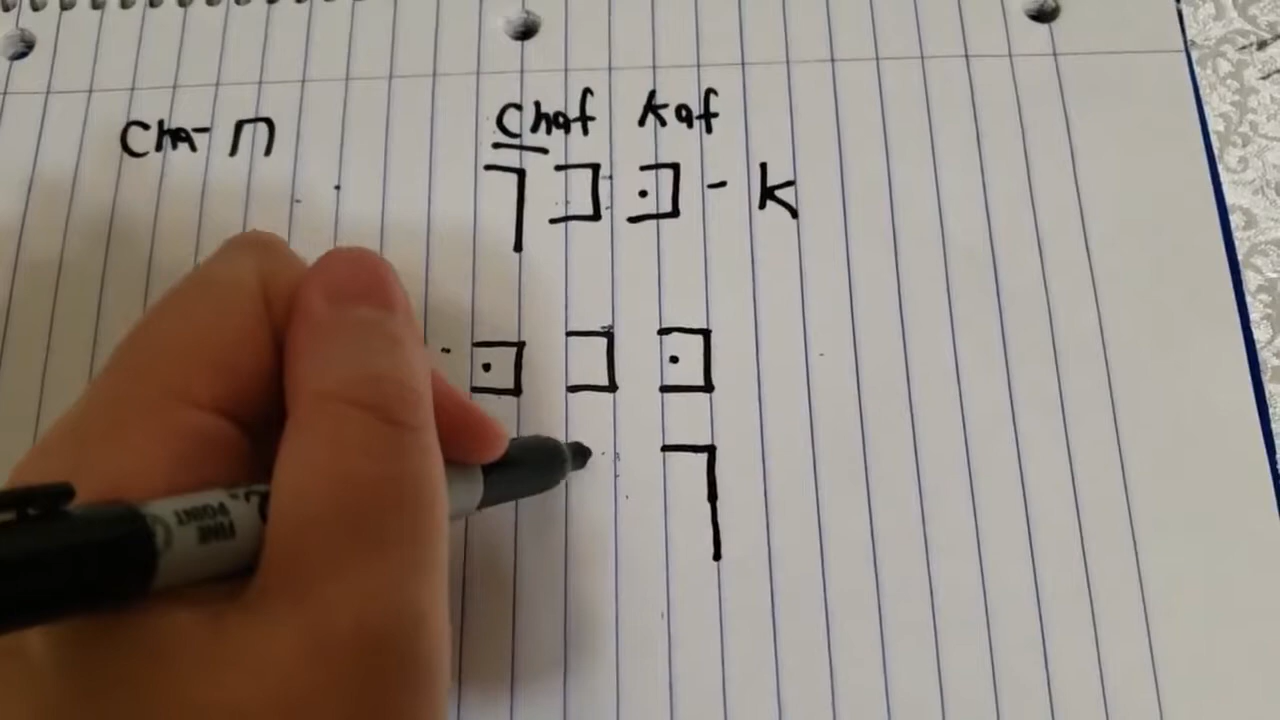 Cha- ח
Chaf Kaf
ך כ כּ - K
כּ כ כּ
ך
FINE
POINT